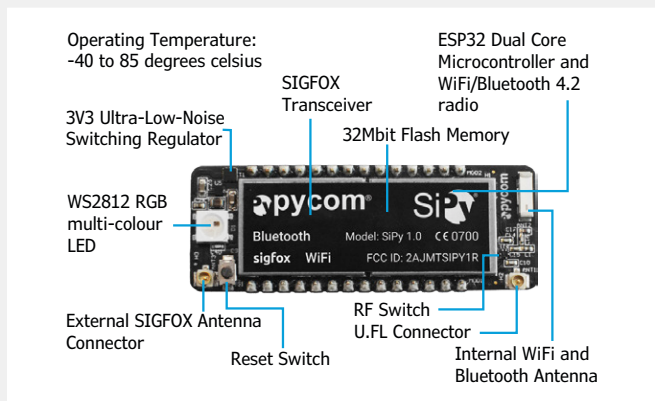 Operating Temperature:
-40 to 85 degrees celsius
ESP32 Dual Core
Microcontroller and
WiFi/Bluetooth 4.2
radio
SIGFOX
Transceiver
3V3 Ultra-Low-Noise
Switching Regulator
32Mbit Flash Memory
WS2812 RGB
multi-colour
LED
pycom®
SiPy
Bluetooth
Model: SiPy 1.0
CE0700
sigfox
WiFi
FCC ID: 2AJMTSIPY1R
pycom
External SIGFOX Antenna
Connector
Reset Switch
RF Switch
U.FL Connector
Internal WiFi and
Bluetooth Antenna